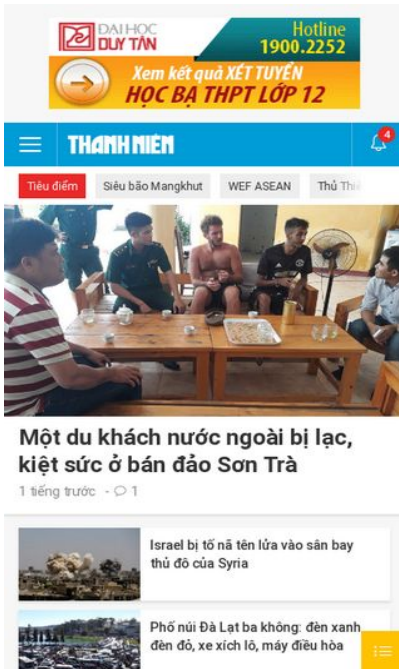 ĐẠI HỌC
DUY TÂN
Hotline
1900.2252
Xem kết quả XÉT TUYỂN
HỌC BẠ THPT LỚP 12
THANH NIÊN
4
Tiêu điểm
Siêu bão Mangkhut
WEF ASEAN
Thủ Thi
Một du khách nước ngoài bị lạc,
kiệt sức ở bán đảo Sơn Trà
1 tiếng trước - 1
Israel bị tố nã tên lửa vào sân bay
thủ đô của Syria
Phố núi Đà Lạt ba không: đèn xanh
đèn đỏ, xe xích lô, máy điều hòa